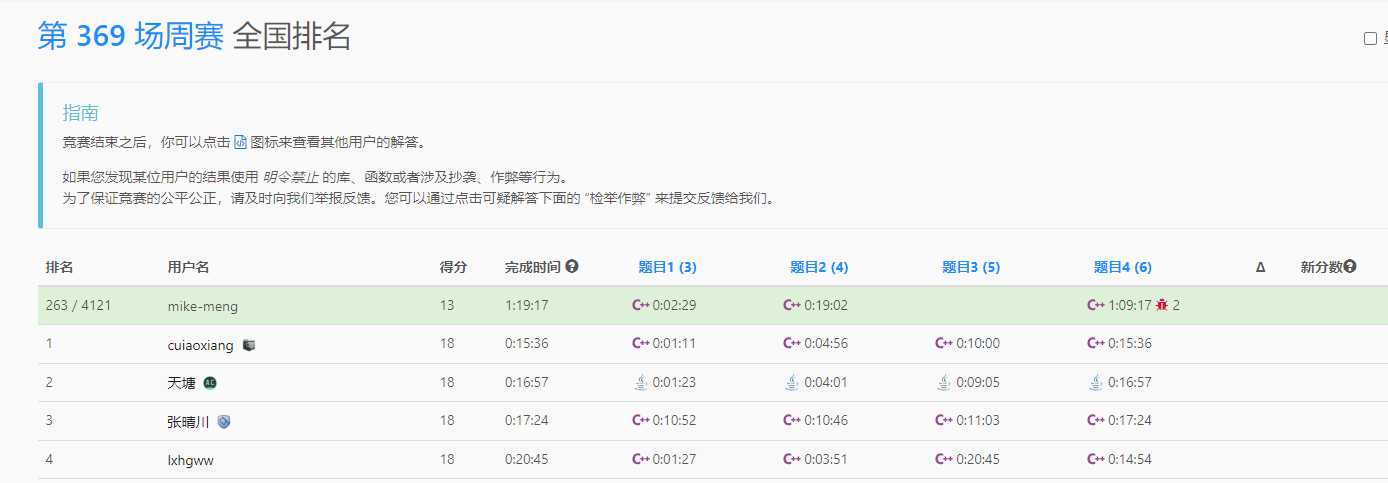 第 369 场周赛 全国排名
指南
竞赛结束之后，你可以点击 图标来查看其他用户的解答。
如果您发现某位用户的结果使用 明令禁止 的库、函数或者涉及抄袭、作弊等行为。
为了保证竞赛的公平公正，请及时向我们举报反馈。您可以通过点击可疑解答下面的 “检举作弊” 来提交反馈给我们。
排名 用户名 得分 完成时间 题目1 (3) 题目2 (4) 题目3 (5) 题目4 (6) Δ 新分数
263 / 4121 mike-meng 13 1:19:17 C++ 0:02:29 C++ 0:19:02 C++ 1:09:17 2
1 cuiaoxiang 18 0:15:36 C++ 0:01:11 C++ 0:04:56 C++ 0:10:00 C++ 0:15:36
2 天塘 AC 18 0:16:57 0:01:23 0:04:01 0:09:05 0:16:57
3 张晴川 18 0:17:24 C++ 0:10:52 C++ 0:10:46 C++ 0:11:03 C++ 0:17:24
4 lxhgww 18 0:20:45 C++ 0:01:27 C++ 0:03:51 C++ 0:20:45 C++ 0:14:54